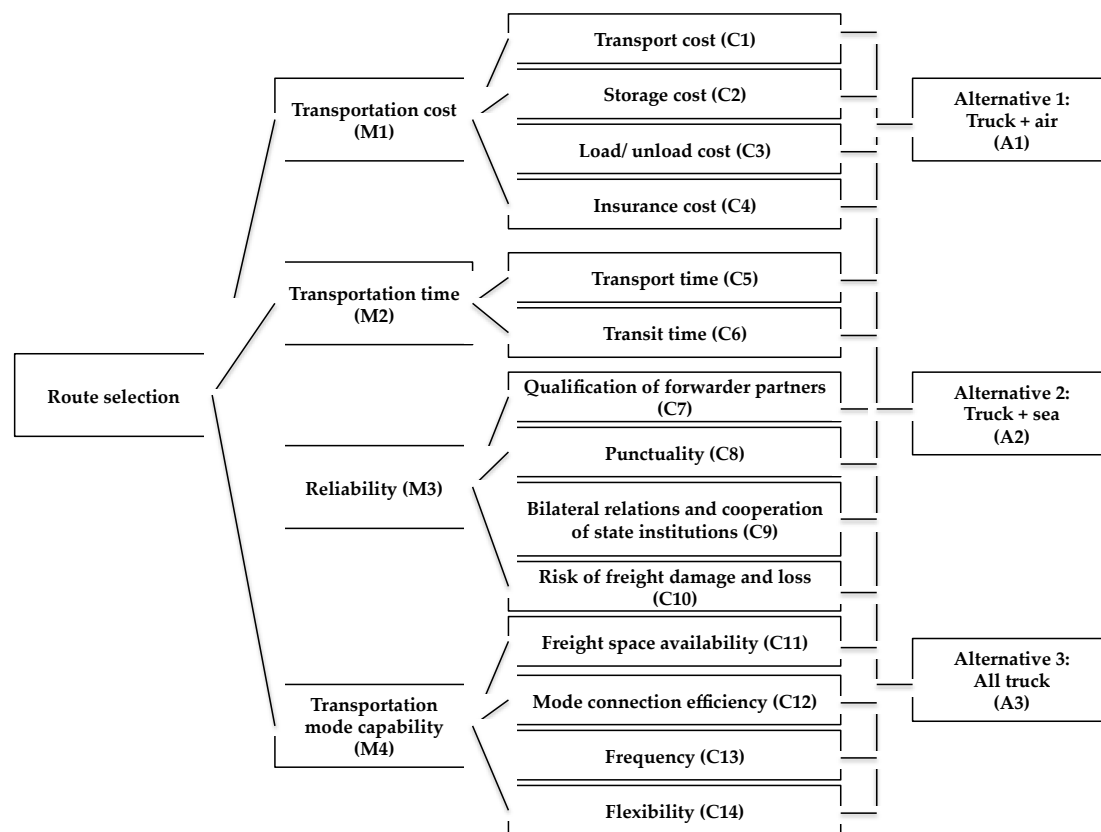 Route selection
Transportation cost
(M1)
Transportation time
(M2)
Reliability (M3)
Transportation
mode capability
(M4)
Transport cost (C1)
Storage cost (C2)
Load/ unload cost (C3)
Insurance cost (C4)
Transport time (C5)
Transit time (C6)
Qualification of forwarder partners
(C7)
Punctuality (C8)
Bilateral relations and cooperation
of state institutions (C9)
Risk of freight damage and loss
(C10)
Freight space availability (C11)
Mode connection efficiency (C12)
Frequency (C13)
Flexibility (C14)
Alternative 1:
Truck + air
(A1)
Alternative 2:
Truck + sea
(A2)
Alternative 3:
All truck
(A3)